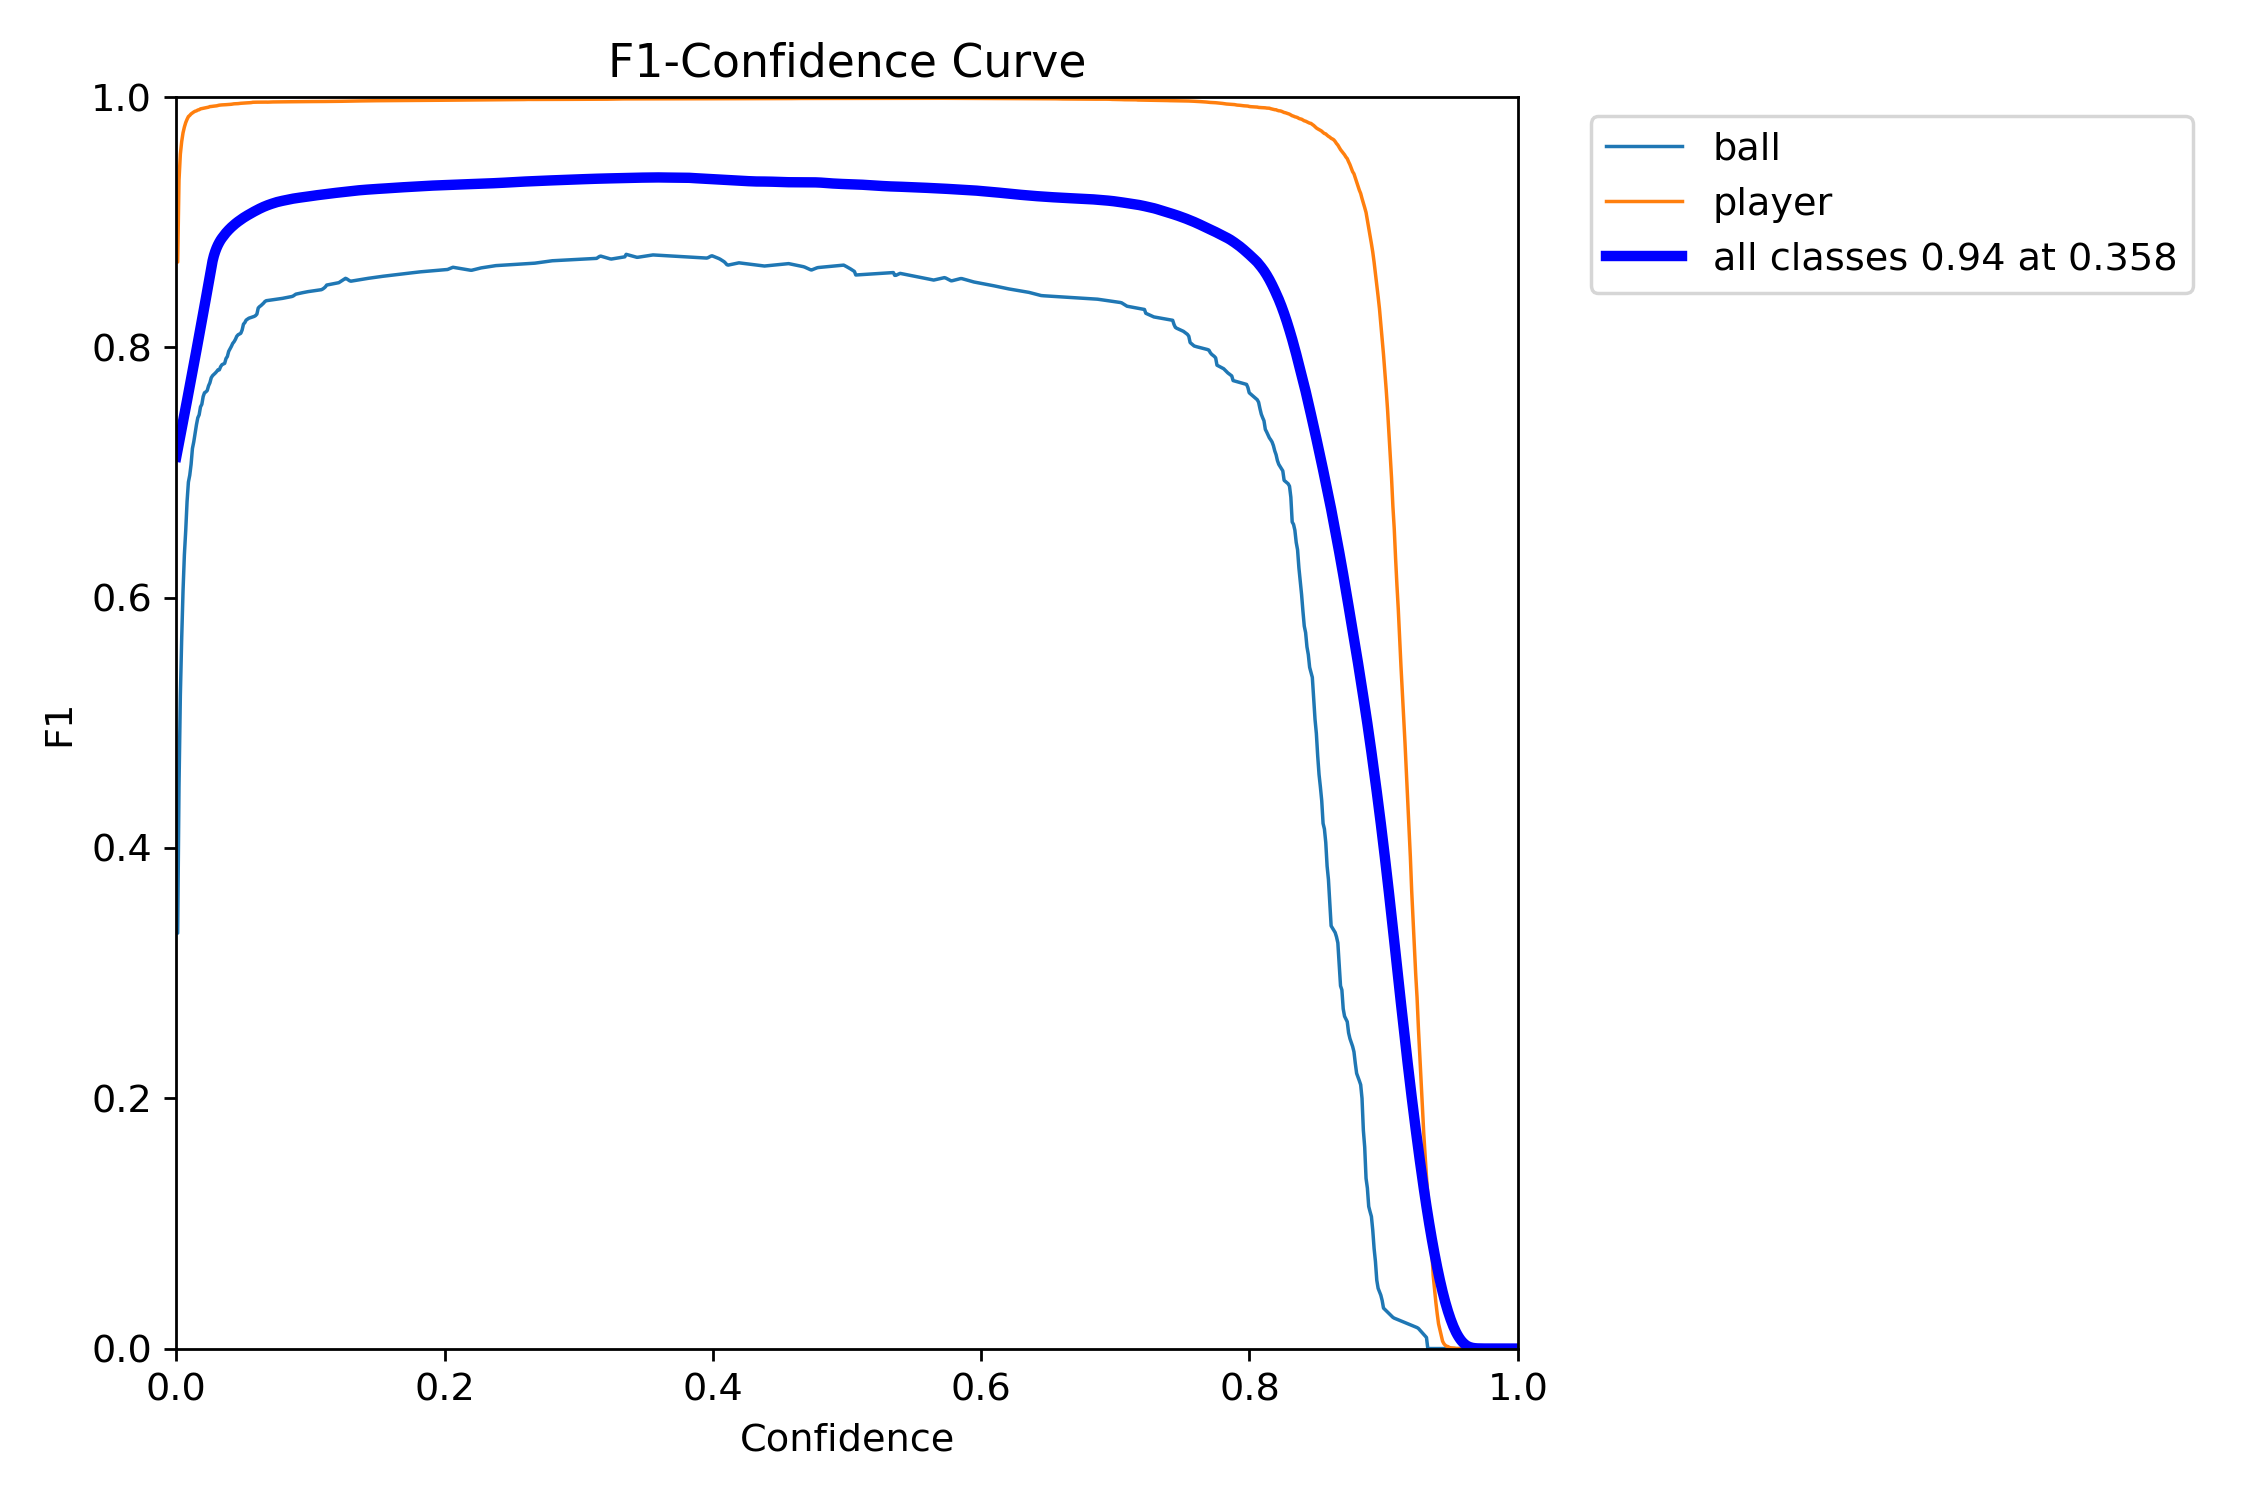 F1-Confidence Curve
ball
player
all classes 0.94 at 0.358
1.0
0.8
0.6
0.4
0.2
0.0
F1
0.0 0.2 0.4 0.6 0.8 1.0
Confidence